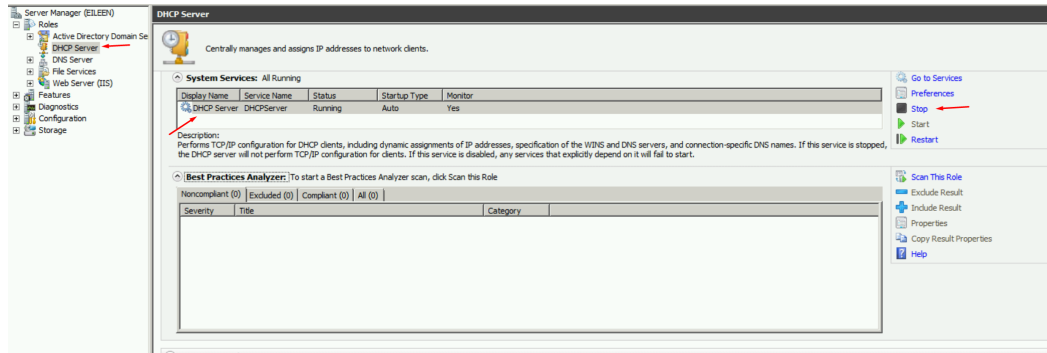 Server Manager (EILEEN)
Roles
Active Directory Domain Se
DHCP Server
DNS Server
File Services
Web Server (IIS)
Features
Diagnostics
Configuration
Storage
DHCP Server
Centrally manages and assigns IP addresses to network clients.
System Services: All Running
Display Name Service Name Status Startup Type Monitor
DHCP Server DHCPServer Running Auto Yes
Description:
Performs TCP/IP configuration for DHCP clients, including dynamic assignments of IP addresses, specification of the WINS and DNS servers, and connection-specific DNS names. If this service is stopped,
the DHCP server will not perform TCP/IP configuration for clients. If this service is disabled, any services that explicitly depend on it will fail to start.
Go to Services
Preferences
Stop
Start
Restart
Best Practices Analyzer: To start a Best Practices Analyzer scan, click Scan this Role
Noncompliant (0) Excluded (0) Compliant (0) All (0)
Severity Title Category
Scan This Role
Exclude Result
Include Result
Properties
Copy Result Properties
Help